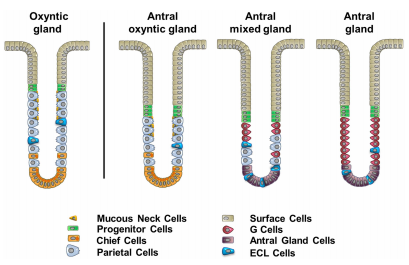 Oxyntic
gland
Antral
oxyntic gland
Antral
mixed gland
Antral
gland
Mucous Neck Cells
Progenitor Cells
Chief Cells
Parietal Cells
Surface Cells
G Cells
Antral Gland Cells
ECL Cells